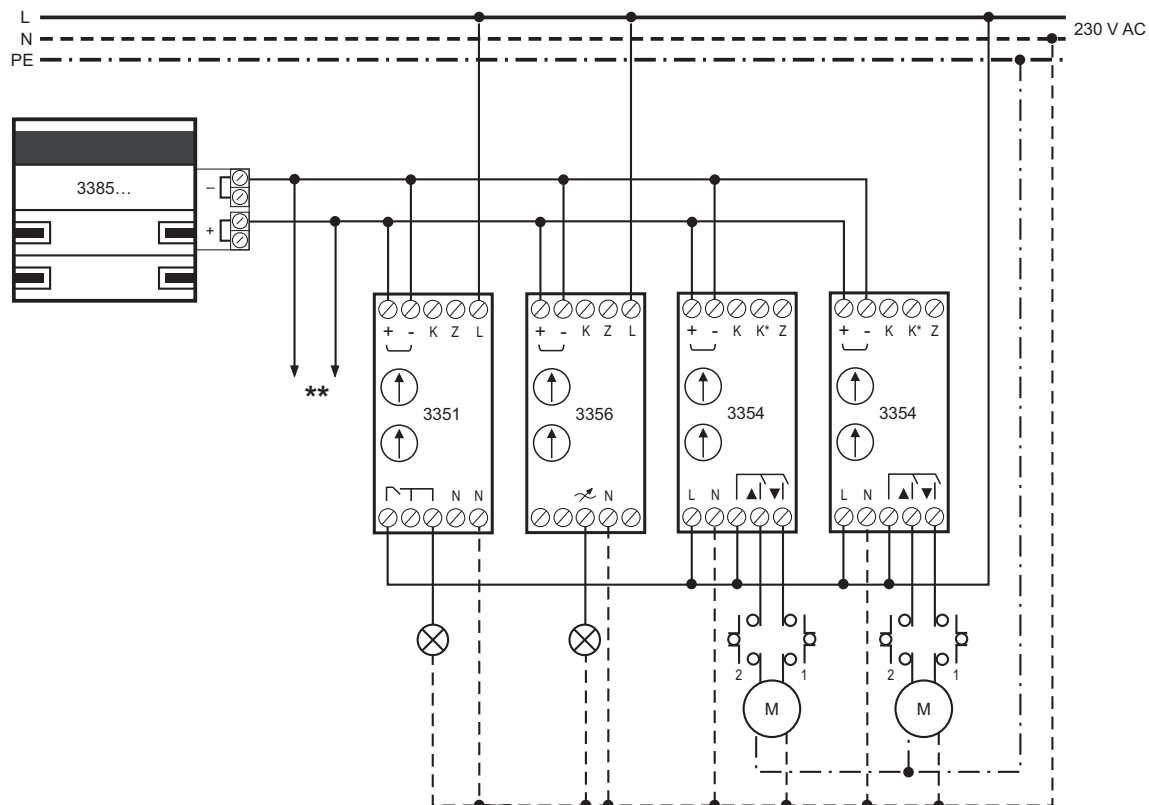 L
230 V AC
N
PE
3385...
–
+
**
+ - K Z L
+ - K Z L
+ - K K* Z
+ - K K* Z
3351
3356
3354
3354
N N
N
L N
L N
2 1
2 1
M
M